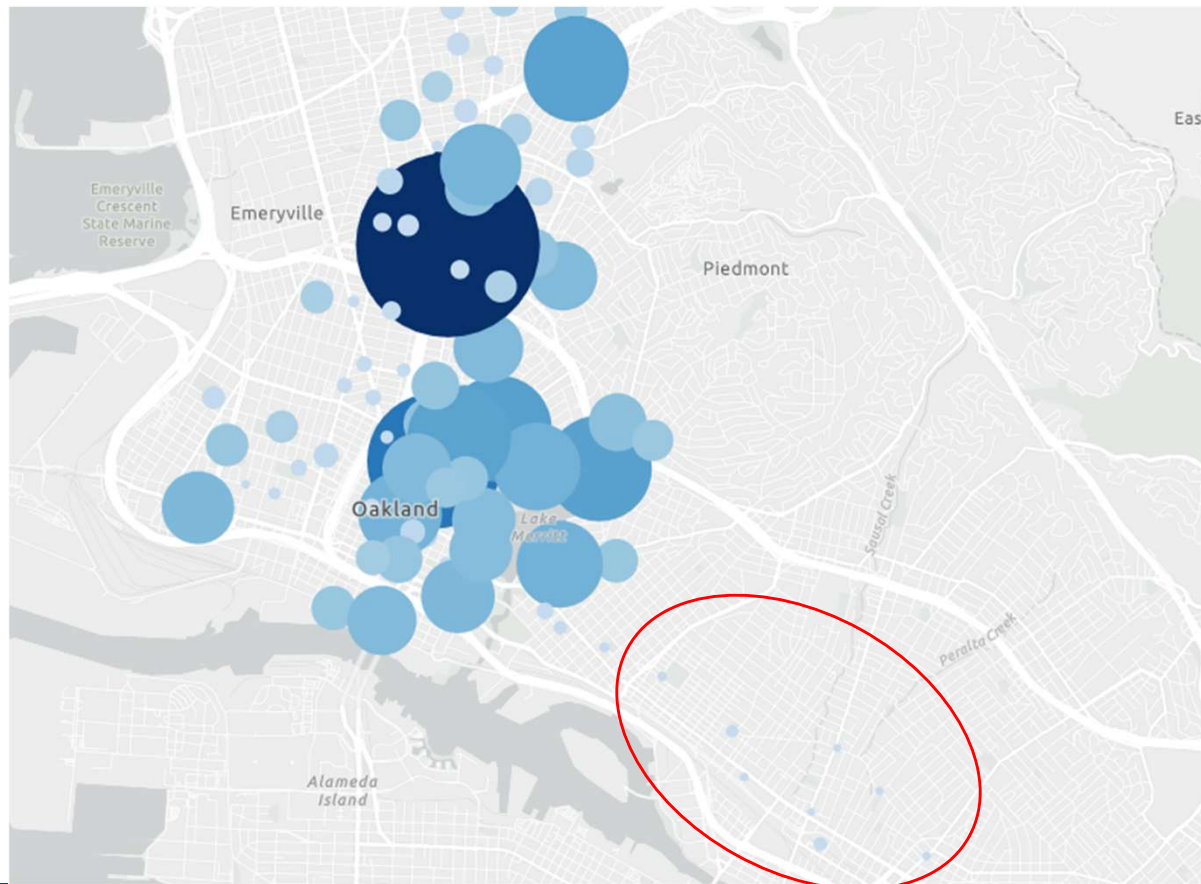 Eas
Emeryville
Crescent
State Marine
Reserve
Emeryville
Piedmont
Oakland
Lake
Merritt
Sausal Creek
Peralta Creek
Alameda
Island